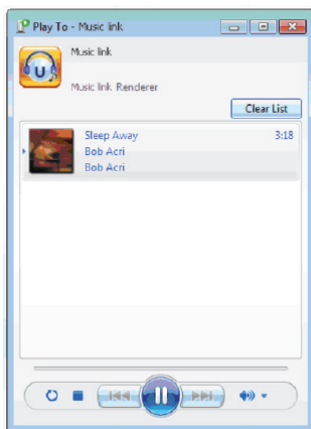 Play To - Music link
Music link
Music link Renderer
Clear List
Sleep Away 3:18
Bob Acri
Bob Acri